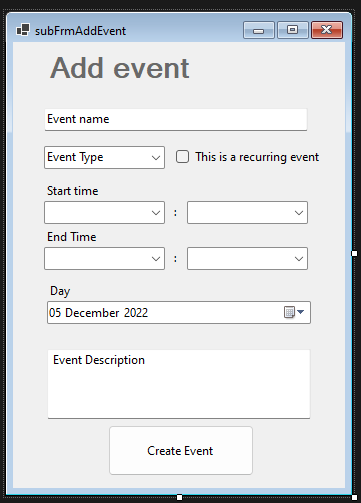 subFrmAddEvent
Add event
Event name
Event Type This is a recurring event
Start time
:
End Time
:
Day
05 December 2022
Event Description
Create Event